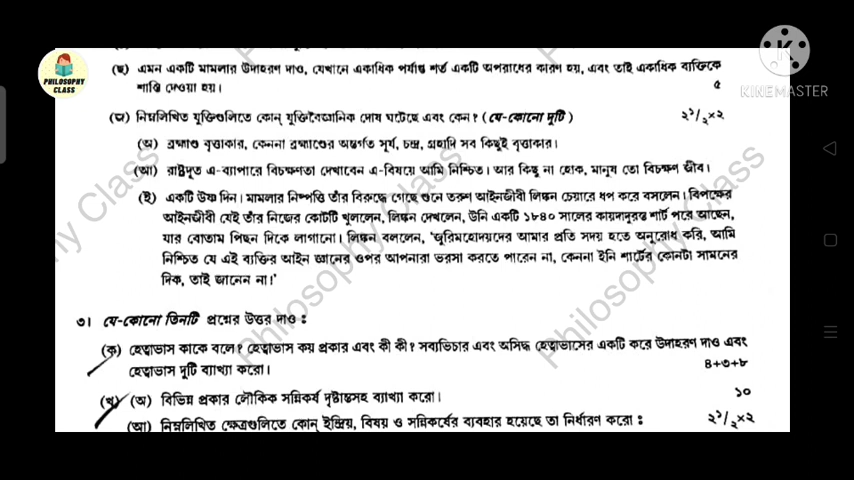 (ছ) এমন একটি মামলার উদাহরণ দাও, যেখানে একাধিক পর্যাপ্ত শর্ত একটি অপরাধের কারণ হয়, এবং তাই একাধিক ব্যক্তিকে
শাস্তি দেওয়া হয়। ৫
(জ) নিম্নলিখিত যুক্তিগুলিতে কোন্ যুক্তিবৈজ্ঞানিক দোষ ঘটেছে এবং কেন? (যে-কোনো দুটি) ২১/২×২
(অ) ব্রহ্মাণ্ড বৃত্তাকার, কেননা ব্রহ্মাণ্ডের অন্তর্গত সূর্য, চন্দ্র, গ্রহাদি সব কিছুই বৃত্তাকার।
(আ) রাষ্ট্রদূত এ-ব্যাপারে বিচক্ষণতা দেখাবেন এ-বিষয়ে আমি নিশ্চিত। আর কিছু না হোক, মানুষ তো বিচক্ষণ জীব।
(ই) একটি উষ্ণ দিন। মামলার নিষ্পত্তি তাঁর বিরুদ্ধে গেছে শুনে তরুণ আইনজীবী লিঙ্কন চেয়ারে ধপ করে বসলেন। বিপক্ষের
আইনজীবী যেই তাঁর নিজের কোটটি খুললেন, লিঙ্কন দেখলেন, উনি একটি ১৮৪০ সালের কায়দাদুরস্ত শার্ট পরে আছেন,
যার বোতাম পিছন দিকে লাগানো। লিঙ্কন বললেন, 'জুরিমহোদয়দের আমার প্রতি সদয় হতে অনুরোধ করি, আমি
নিশ্চিত যে এই ব্যক্তির আইন জ্ঞানের ওপর আপনারা ভরসা করতে পারেন না, কেননা ইনি শার্টের কোনটা সামনের
দিক, তাই জানেন না।'
৩। যে-কোনো তিনটি প্রশ্নের উত্তর দাও :
(ক) হেত্বাভাস কাকে বলে? হেত্বাভাস কয় প্রকার এবং কী কী? সব্যভিচার এবং অসিদ্ধ হেত্বাভাসের একটি করে উদাহরণ দাও এবং
হেত্বাভাস দুটি ব্যাখ্যা করো। ৪+৩+৮
(খ) (অ) বিভিন্ন প্রকার লৌকিক সন্নিকর্ষ দৃষ্টান্তসহ ব্যাখ্যা করো। ১০
(আ) নিম্নলিখিত ক্ষেত্রগুলিতে কোন্ ইন্দ্রিয়, বিষয় ও সন্নিকর্ষের ব্যবহার হয়েছে তা নির্ধারণ করো : ২১/২×২
PHILOSOPHY
CLASS
KINEMASTER
Philosophy Class
Philosophy Class